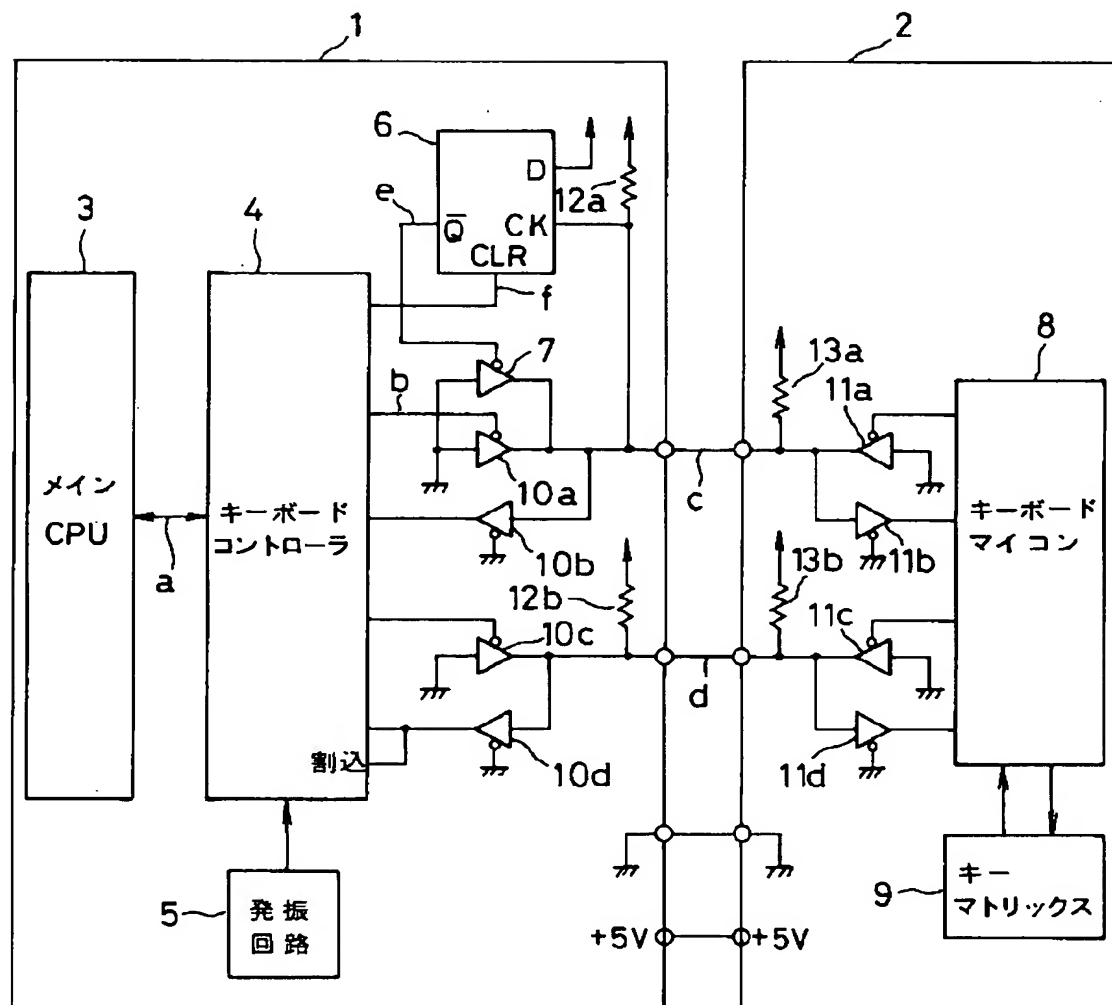 1
2
6
D
12a
e
Q̅
CK
CLR
3
4
f
7
8
13a
11a
b
10a
c
メイン
CPU
a
キーボード
コントローラ
10b
11b
キーボード
マイコン
12b
13b
10c
11c
d
割込
10d
11d
5
発振
回路
9
キー
マトリックス
+5V
+5V